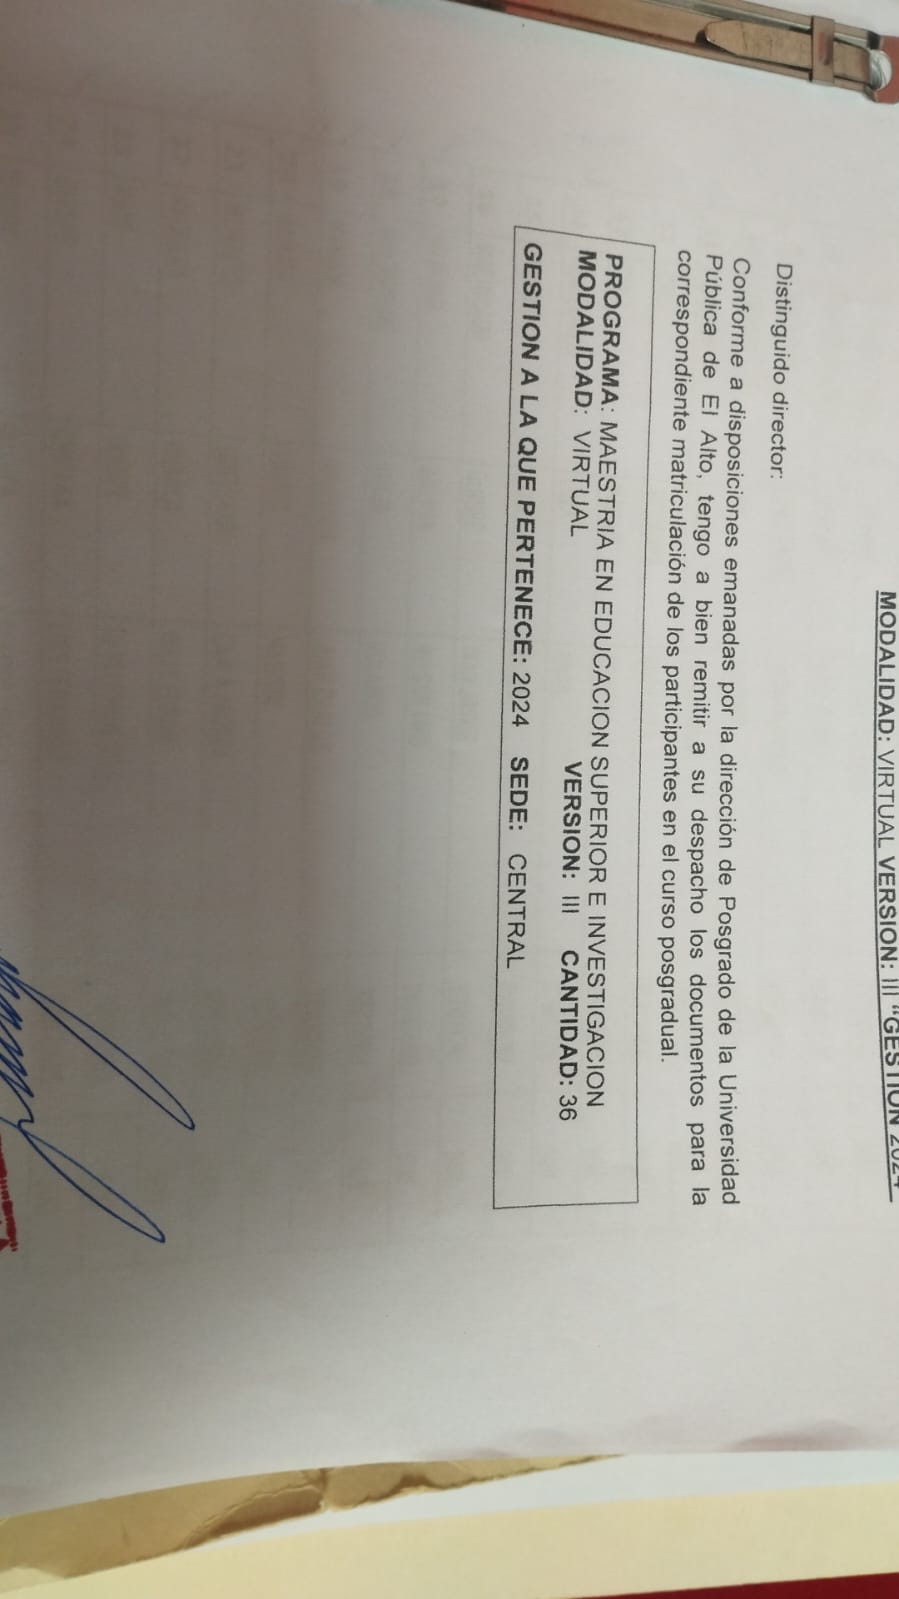 MODALIDAD: VIRTUAL VERSION: III “GESTION 2024
Distinguido director:
Conforme a disposiciones emanadas por la dirección de Posgrado de la Universidad
Pública de El Alto, tengo a bien remitir a su despacho los documentos para la
correspondiente matriculación de los participantes en el curso posgradual.
PROGRAMA: MAESTRIA EN EDUCACION SUPERIOR E INVESTIGACION
MODALIDAD: VIRTUAL VERSION: III CANTIDAD: 36
GESTION A LA QUE PERTENECE: 2024 SEDE: CENTRAL